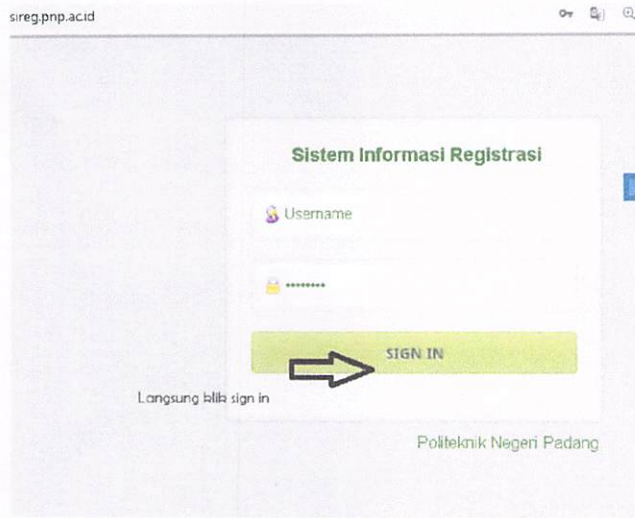 sireg.pnp.ac.id
Sistem Informasi Registrasi
Username
••••••••
SIGN IN
Langsung klik sign in
Politeknik Negeri Padang